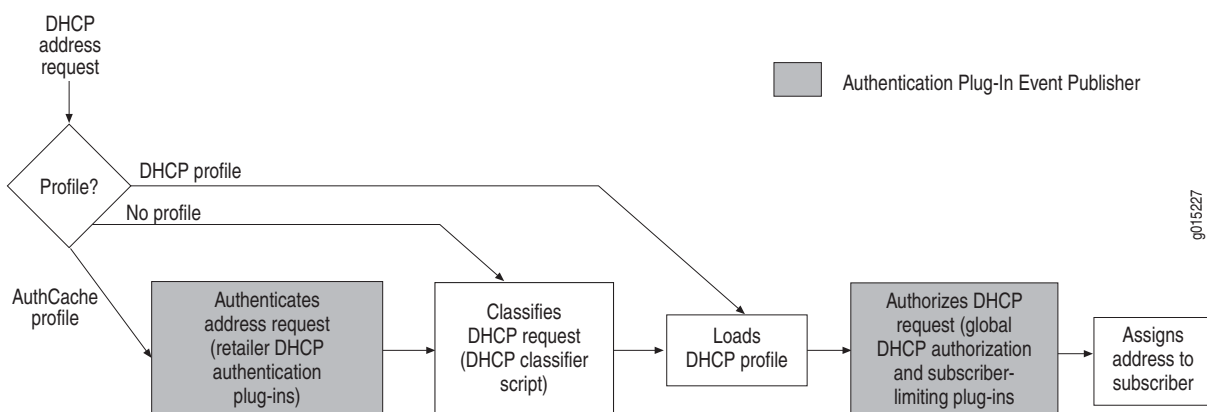 DHCP
address
request
Authentication Plug-In Event Publisher
Profile?
DHCP profile
No profile
g015227
AuthCache
profile
Authenticates
address request
(retailer DHCP
authentication
plug-ins)
Classifies
DHCP request
(DHCP classifier
script)
Loads
DHCP profile
Authorizes DHCP
request (global
DHCP authorization
and subscriber-
limiting plug-ins
Assigns
address to
subscriber